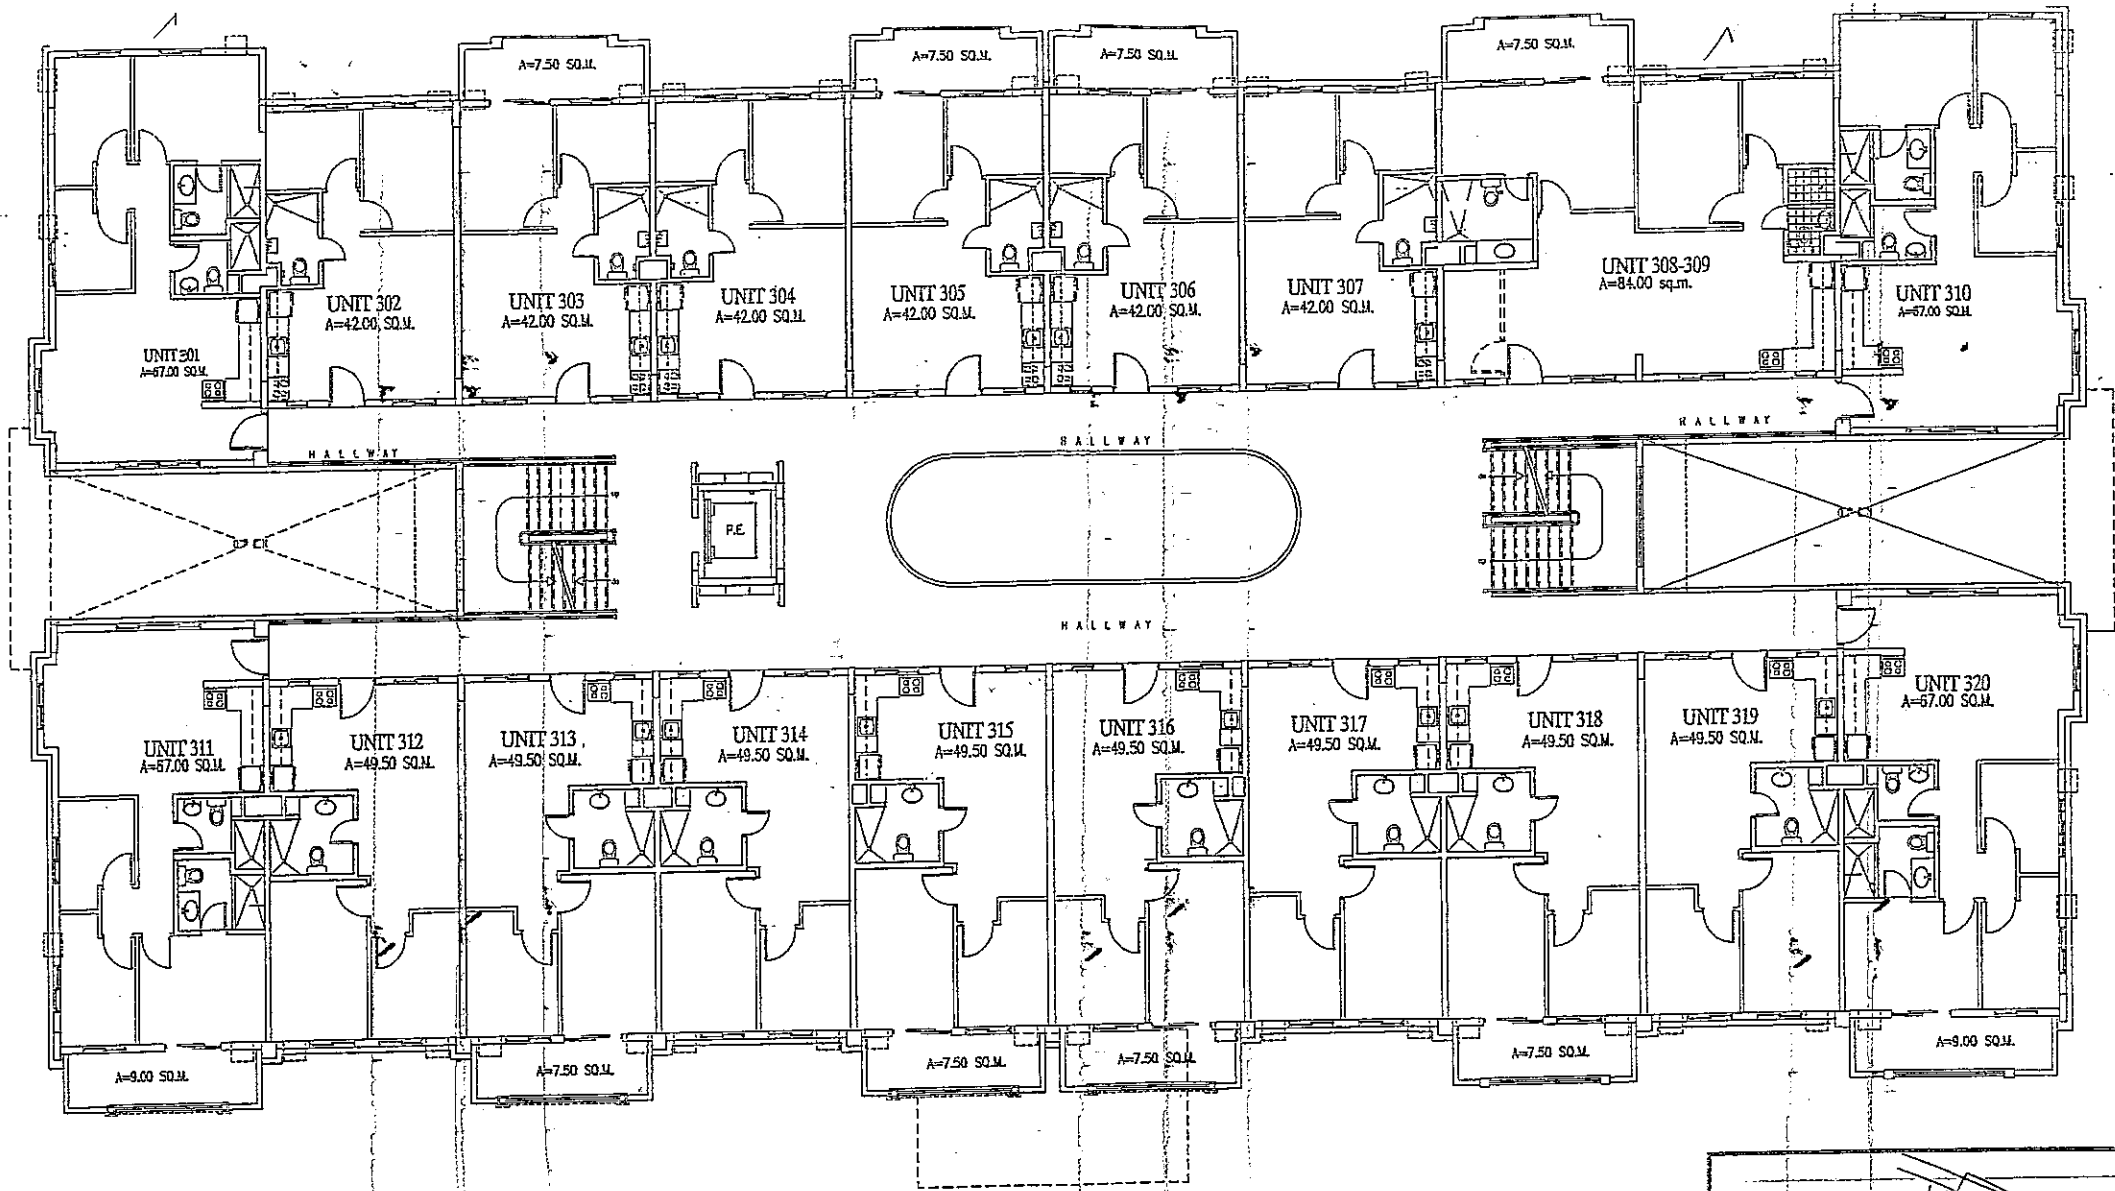 A=7.50 SQ.M.
A=7.50 SQ.M.
A=7.50 SQ.M.
A=7.50 SQ.M.
UNIT 301
A=67.00 SQ.M.
UNIT 302
A=42.00 SQ.M.
UNIT 303
A=42.00 SQ.M.
UNIT 304
A=42.00 SQ.M.
UNIT 305
A=42.00 SQ.M.
UNIT 306
A=42.00 SQ.M.
UNIT 307
A=42.00 SQ.M.
UNIT 308-309
A=84.00 sq.m.
UNIT 310
A=67.00 SQ.M.
HALLWAY
HALLWAY
HALLWAY
P.E.
HALLWAY
UNIT 311
A=67.00 SQ.M.
UNIT 312
A=49.50 SQ.M.
UNIT 313
A=49.50 SQ.M.
UNIT 314
A=49.50 SQ.M.
UNIT 315
A=49.50 SQ.M.
UNIT 316
A=49.50 SQ.M.
UNIT 317
A=49.50 SQ.M.
UNIT 318
A=49.50 SQ.M.
UNIT 319
A=49.50 SQ.M.
UNIT 320
A=67.00 SQ.M.
A=9.00 SQ.M.
A=7.50 SQ.M.
A=7.50 SQ.M.
A=7.50 SQ.M.
A=7.50 SQ.M.
A=9.00 SQ.M.